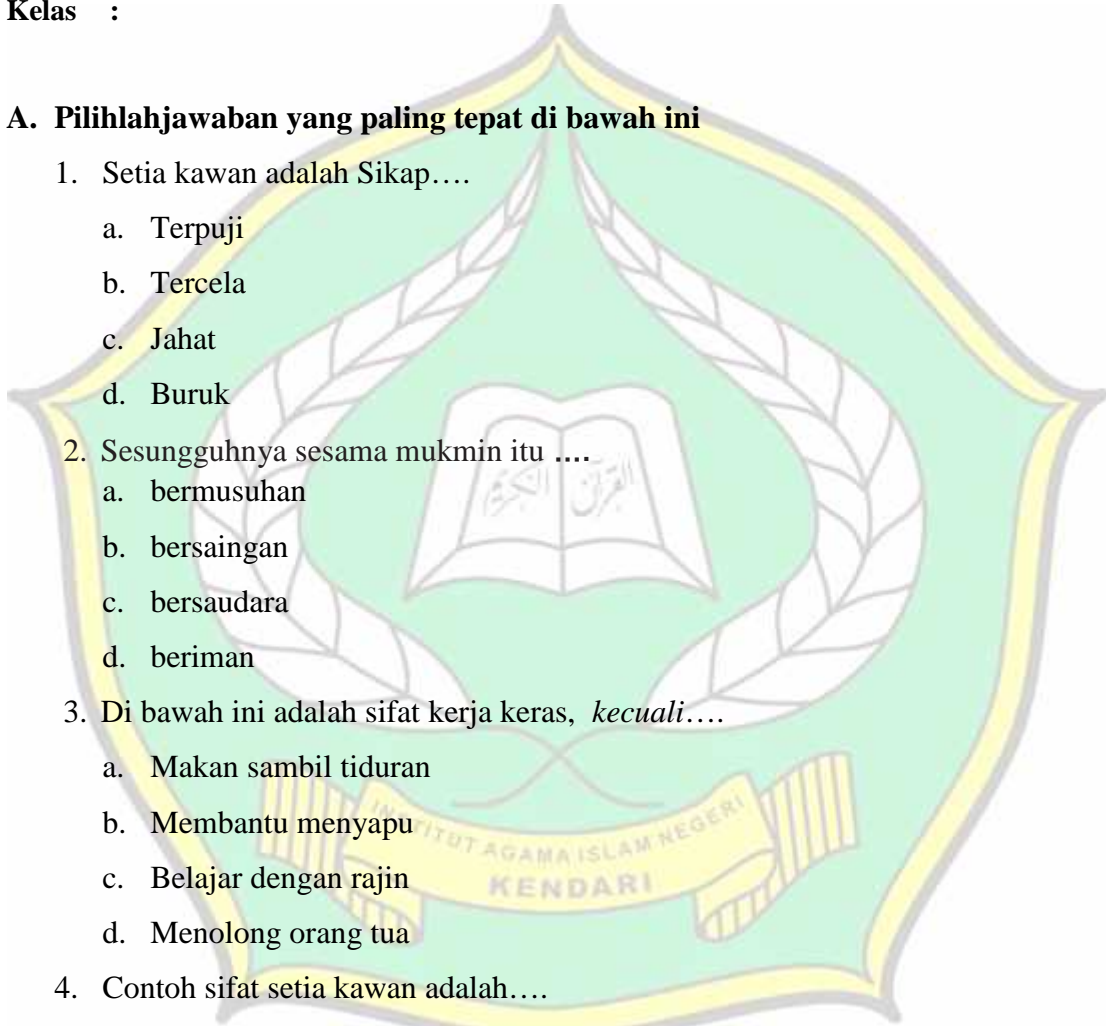 Kelas :
A. Pilihlahjawaban yang paling tepat di bawah ini
1. Setia kawan adalah Sikap….
a. Terpuji
b. Tercela
c. Jahat
d. Buruk
2. Sesungguhnya sesama mukmin itu ….
a. bermusuhan
b. bersaingan
c. bersaudara
d. beriman
3. Di bawah ini adalah sifat kerja keras, kecuali….
a. Makan sambil tiduran
b. Membantu menyapu
c. Belajar dengan rajin
d. Menolong orang tua
4. Contoh sifat setia kawan adalah….
القرآن الكريم
INSTITUT AGAMA ISLAM NEGERI
KENDARI